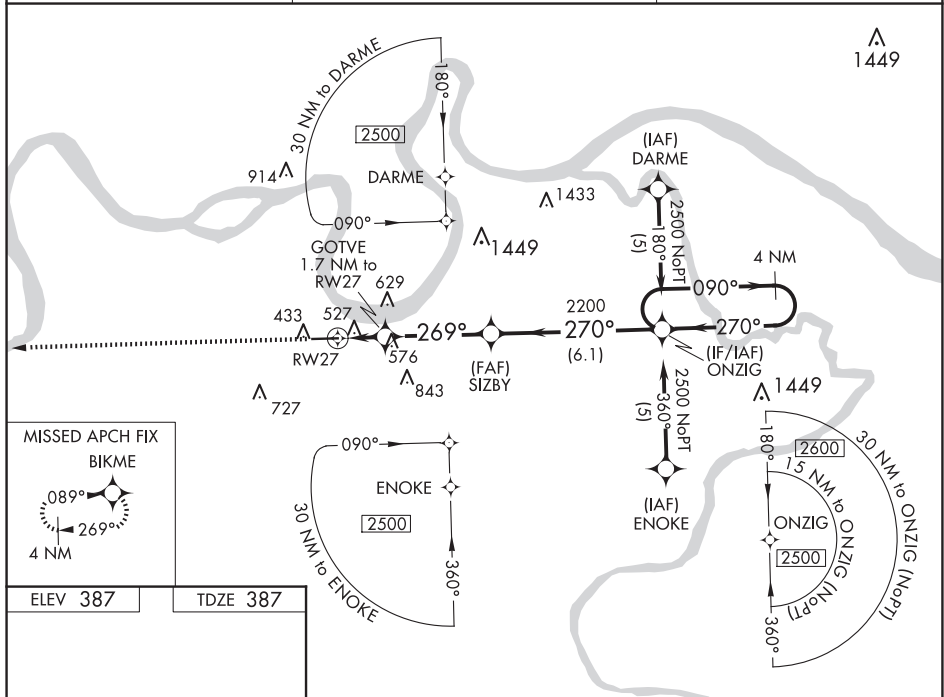 1449
30 NM to DARME
180°
2500
914
DARME
090°
(IAF)
DARME
1433
2500 NoPT
180°
(5)
1449
4 NM
090°
GOTVE
1.7 NM to
RW27
629
433
527
RW27
576
269°
(FAF)
SIZBY
2200
270°
(6.1)
270°
(IF/IAF)
ONZIG
843
727
2500 NoPT
360°
(5)
(IAF)
ENOKE
1449
MISSED APCH FIX
BIKME
089°
269°
4 NM
090°
ENOKE
2500
360°
30 NM to ENOKE
180°
2600
30 NM to ONZIG (NoPT)
15 NM to ONZIG (NoPT)
ONZIG
2500
360°
ELEV 387
TDZE 387